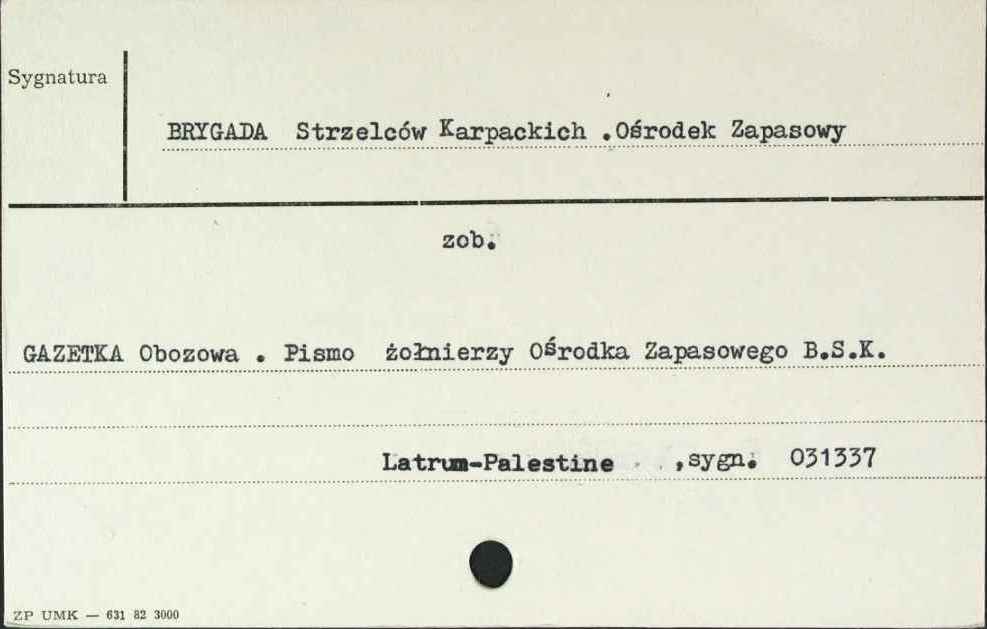 Sygnatura
BRYGADA Strzelców Karpackich .Ośrodek Zapasowy
zob.
GAZETKA Obozowa . Pismo żołnierzy Ośrodka Zapasowego B.S.K.
Latrum-Palestine ,sygn. 031337
ZP UMK — 631 82 3000